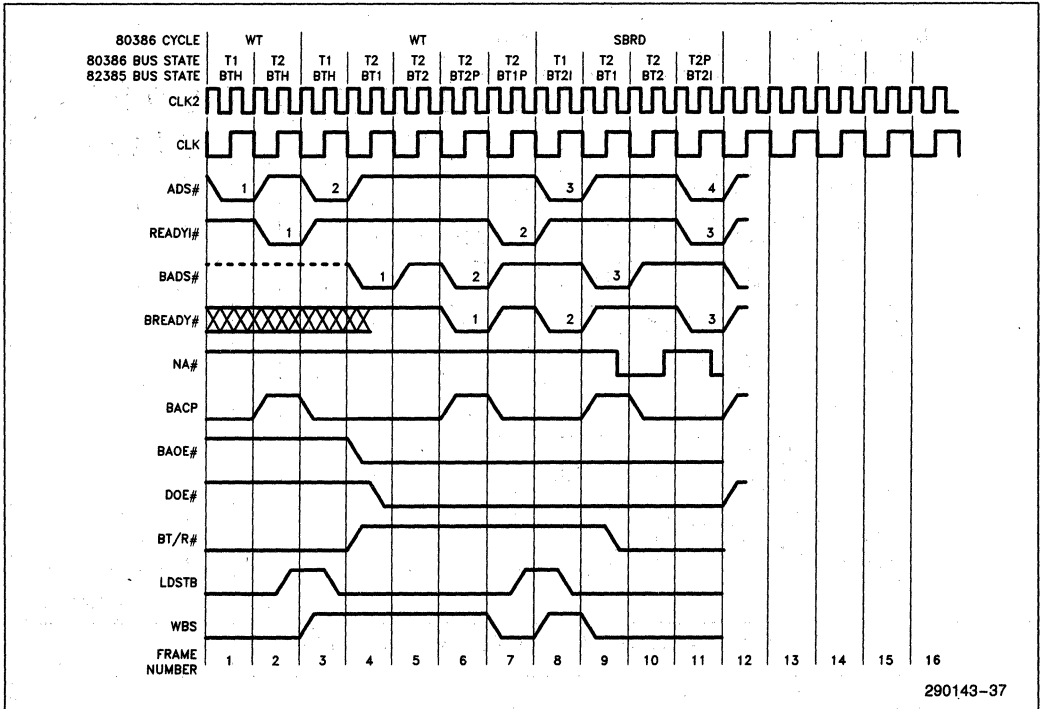 80386 CYCLE WT WT SBRD
80386 BUS STATE T1 T2 T1 T2 T2 T2 T2 T1 T2 T2 T2P
82385 BUS STATE BTH BTH BTH BT1 BT2 BT2P BT1P BT2I BT1 BT2 BT2I
CLK2
CLK
ADS# 1 2 3 4
READYI# 1 2 3
BADS# 1 2 3
BREADY# 1 2 3
NA#
BACP
BAOE#
DOE#
BT/R#
LDSTB
WBS
FRAME
NUMBER 1 2 3 4 5 6 7 8 9 10 11 12 13 14 15 16
290143-37